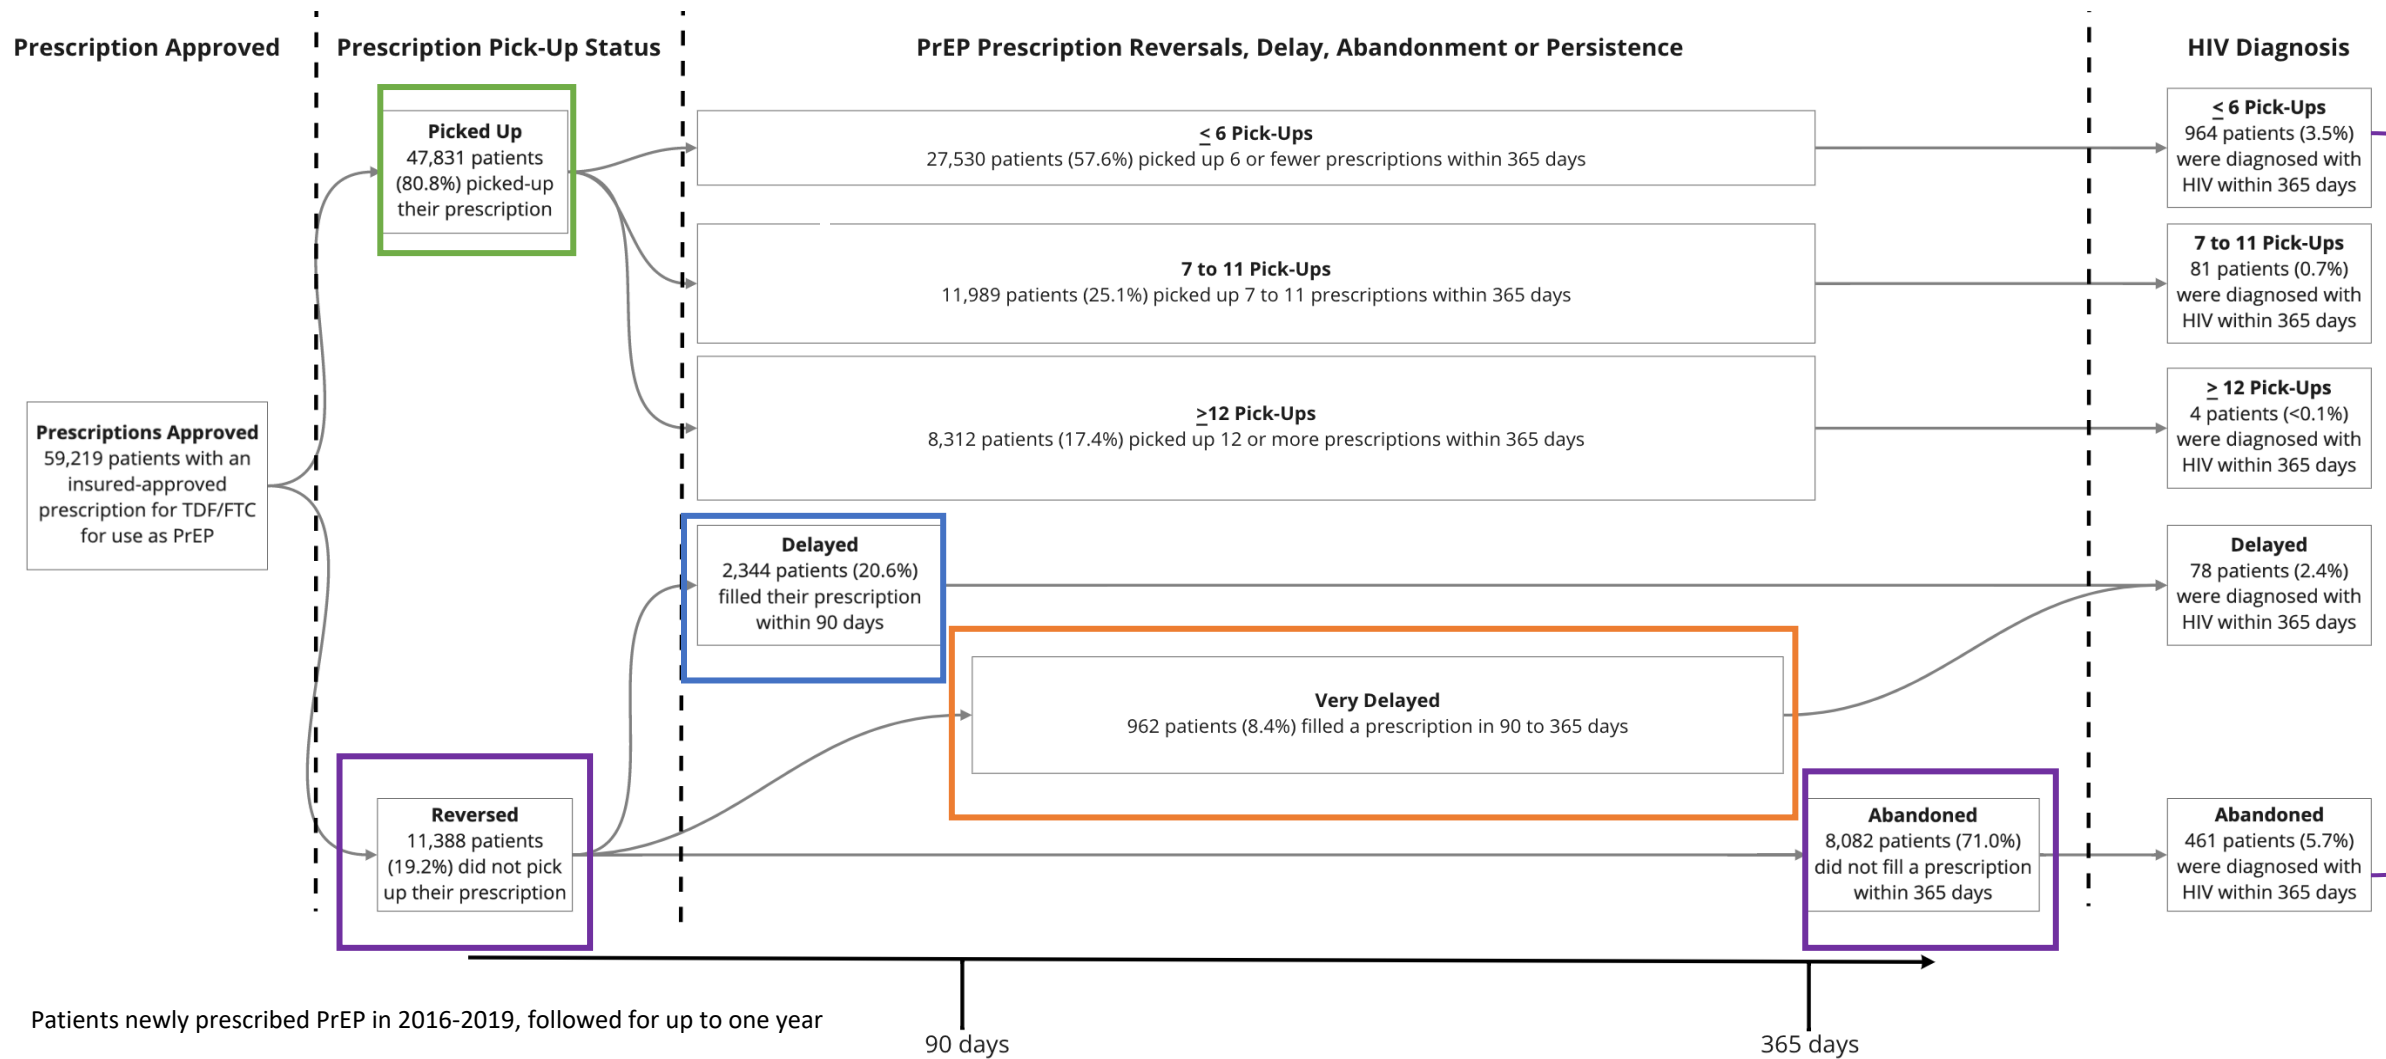 Prescription Approved
Prescription Pick-Up Status
PrEP Prescription Reversals, Delay, Abandonment or Persistence
HIV Diagnosis
Prescriptions Approved
59,219 patients with an
insured-approved
prescription for TDF/FTC
for use as PrEP
Picked Up
47,831 patients
(80.8%) picked-up
their prescription
Reversed
11,388 patients
(19.2%) did not pick
up their prescription
≤ 6 Pick-Ups
27,530 patients (57.6%) picked up 6 or fewer prescriptions within 365 days
7 to 11 Pick-Ups
11,989 patients (25.1%) picked up 7 to 11 prescriptions within 365 days
≥12 Pick-Ups
8,312 patients (17.4%) picked up 12 or more prescriptions within 365 days
Delayed
2,344 patients (20.6%)
filled their prescription
within 90 days
Very Delayed
962 patients (8.4%) filled a prescription in 90 to 365 days
Abandoned
8,082 patients (71.0%)
did not fill a prescription
within 365 days
≤ 6 Pick-Ups
964 patients (3.5%)
were diagnosed with
HIV within 365 days
7 to 11 Pick-Ups
81 patients (0.7%)
were diagnosed with
HIV within 365 days
≥ 12 Pick-Ups
4 patients (<0.1%)
were diagnosed with
HIV within 365 days
Delayed
78 patients (2.4%)
were diagnosed with
HIV within 365 days
Abandoned
461 patients (5.7%)
were diagnosed with
HIV within 365 days
Patients newly prescribed PrEP in 2016-2019, followed for up to one year
90 days
365 days